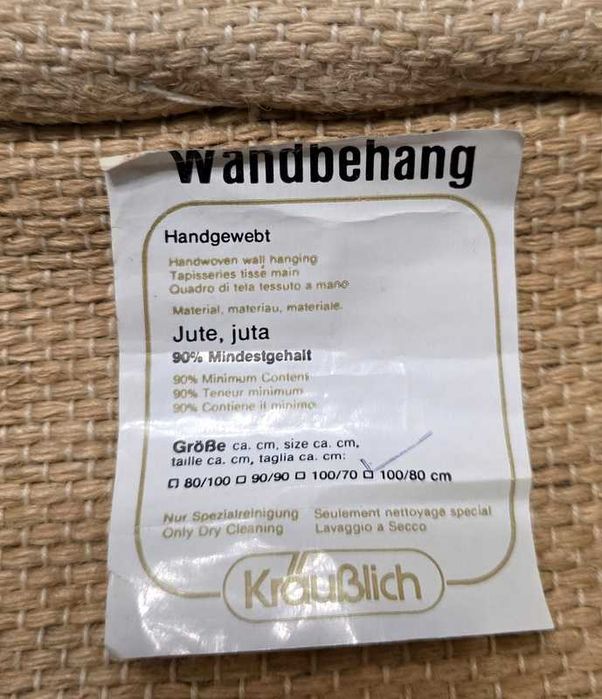 Wandbehang
Handgewebt
Handwoven wall hanging
Tapisseries tissé main
Quadro di tela tessuto a mano
Material, materiau, materiale.
Jute, juta
90% Mindestgehalt
90% Minimum Content
90% Teneur minimum
90% Contiene il minimo
Größe ca. cm, size ca. cm,
taille ca. cm, taglia ca. cm:
☐ 80/100 ☐ 90/90 ☐ 100/70 ☑ 100/80 cm
Nur Spezialreinigung Seulement nettoyage special
Only Dry Cleaning Lavaggio a Secco
Kräußlich